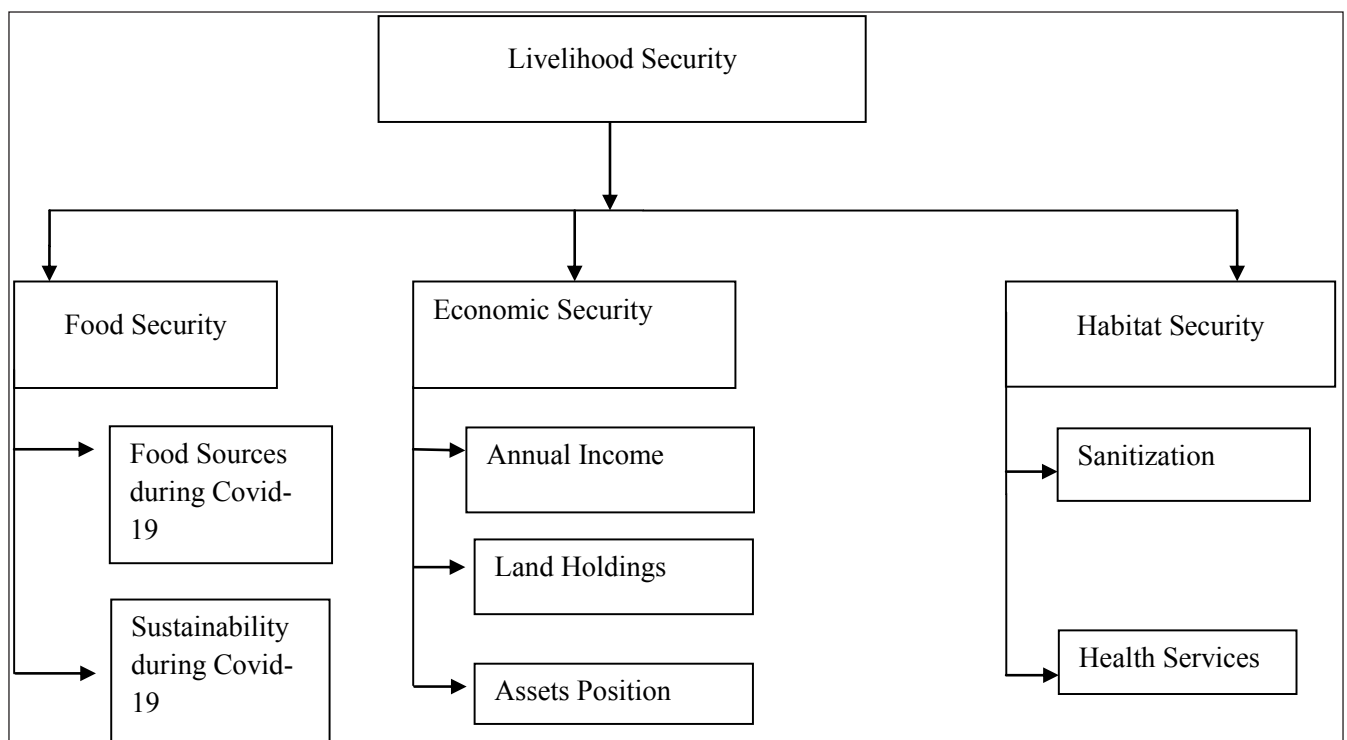 Livelihood Security
Food Security
Economic Security
Habitat Security
Food Sources
during Covid-
19
Sustainability
during Covid-
19
Annual Income
Land Holdings
Assets Position
Sanitization
Health Services